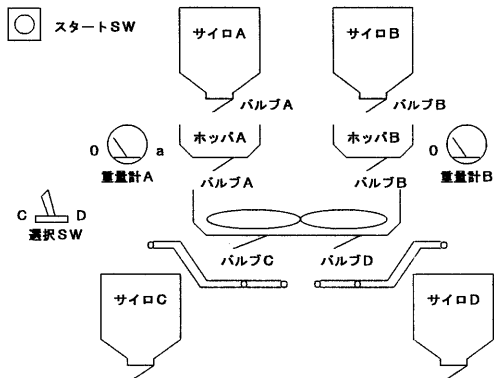 スタートSW
サイロA
サイロB
バルブA
バルブB
ホッパA
ホッパB
0
a
0
重量計A
バルブA
バルブB
重量計B
C
D
選択SW
バルブC
バルブD
サイロC
サイロD